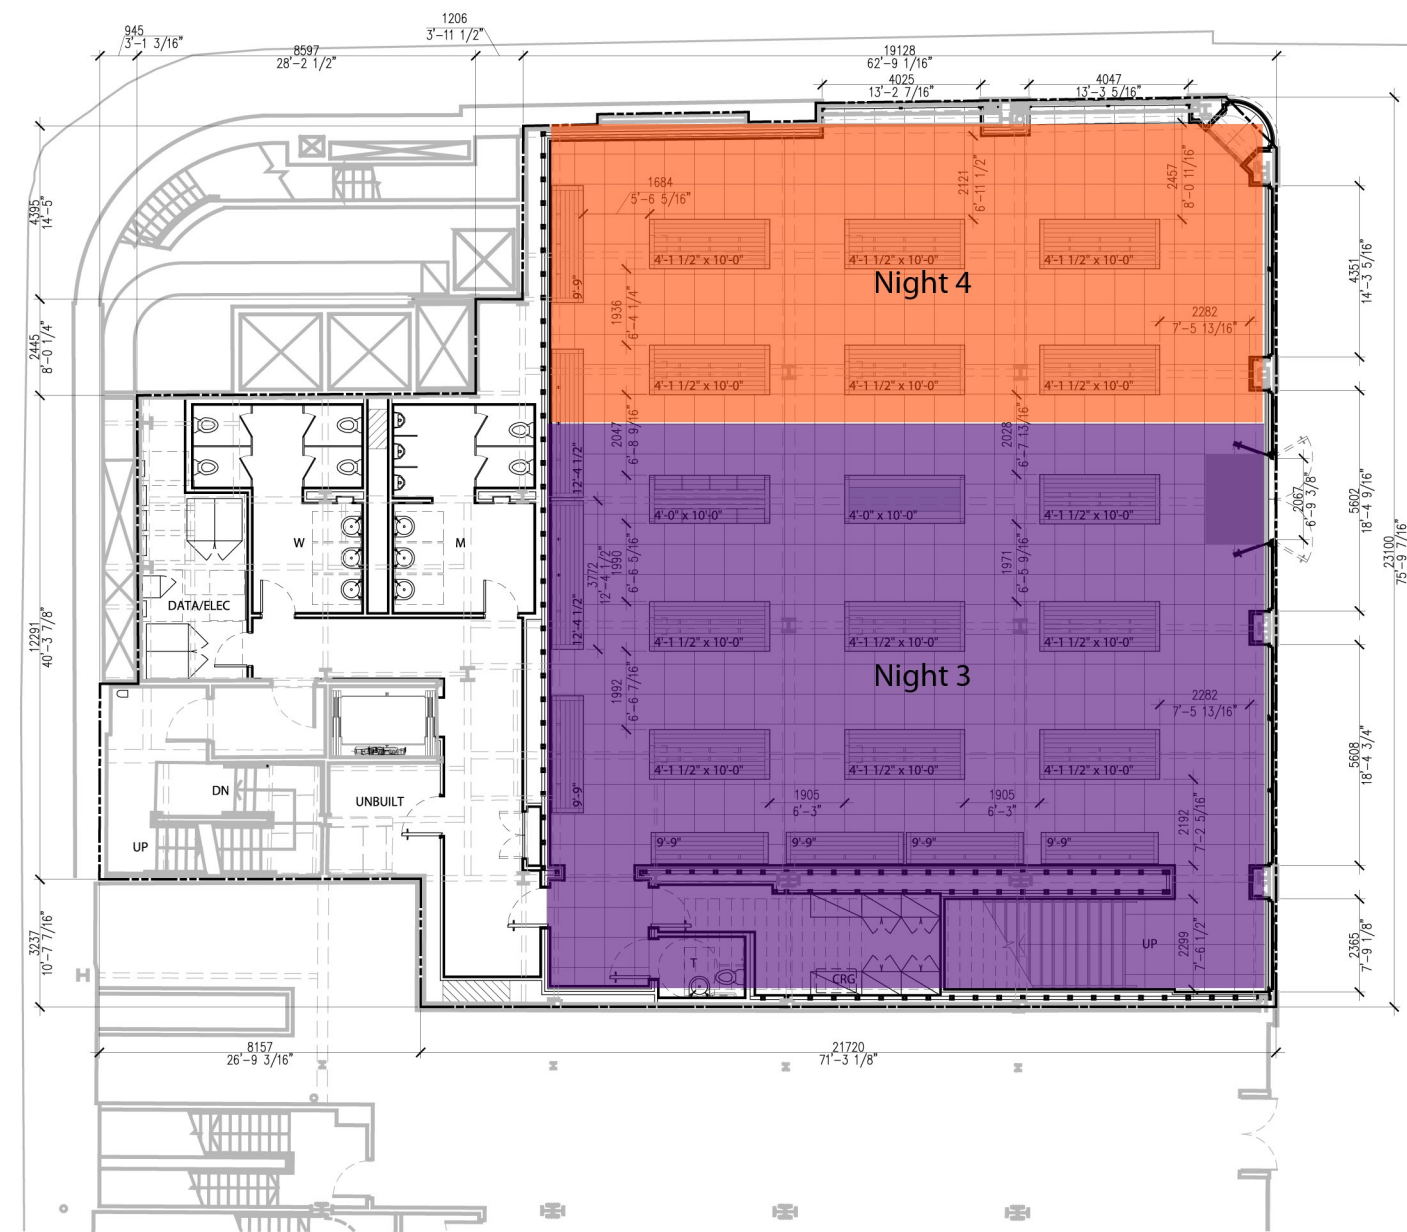 945
3'-1 3/16"
8597
28'-2 1/2"
1206
3'-11 1/2"
19128
62'-9 1/16"
4025
13'-2 7/16"
4047
13'-3 5/16"
4395
14'-5"
2445
8'-0 1/4"
12291
40'-3 7/8"
3237
10'-7 7/16"
1684
5'-6 5/16"
2121
6'-11 1/2"
2457
8'-0 11/16"
4'-1 1/2" x 10'-0"
4'-1 1/2" x 10'-0"
4'-1 1/2" x 10'-0"
Night 4
9'-9"
1936
6'-4 1/4"
2282
7'-5 13/16"
4351
14'-3 5/16"
4'-1 1/2" x 10'-0"
4'-1 1/2" x 10'-0"
4'-1 1/2" x 10'-0"
2047
6'-8 9/16"
2028
6'-7 13/16"
12'-4 1/2"
4'-0" x 10'-0"
4'-0" x 10'-0"
4'-1 1/2" x 10'-0"
2067
6'-9 3/8"
5602
18'-4 9/16"
23100
75'-9 7/16"
W
M
DATA/ELEC
3772
12'-4 1/2"
1990
6'-6 5/16"
1971
6'-5 9/16"
12'-4 1/2"
4'-1 1/2" x 10'-0"
4'-1 1/2" x 10'-0"
4'-1 1/2" x 10'-0"
Night 3
1992
6'-6 7/16"
2282
7'-5 13/16"
5608
18'-4 3/4"
4'-1 1/2" x 10'-0"
4'-1 1/2" x 10'-0"
4'-1 1/2" x 10'-0"
9'-9"
DN
UNBUILT
UP
1905
6'-3"
1905
6'-3"
2192
7'-2 5/16"
9'-9"
9'-9"
9'-9"
9'-9"
2299
7'-6 1/2"
2365
7'-9 1/8"
UP
T
CRG
8157
26'-9 3/16"
21720
71'-3 1/8"